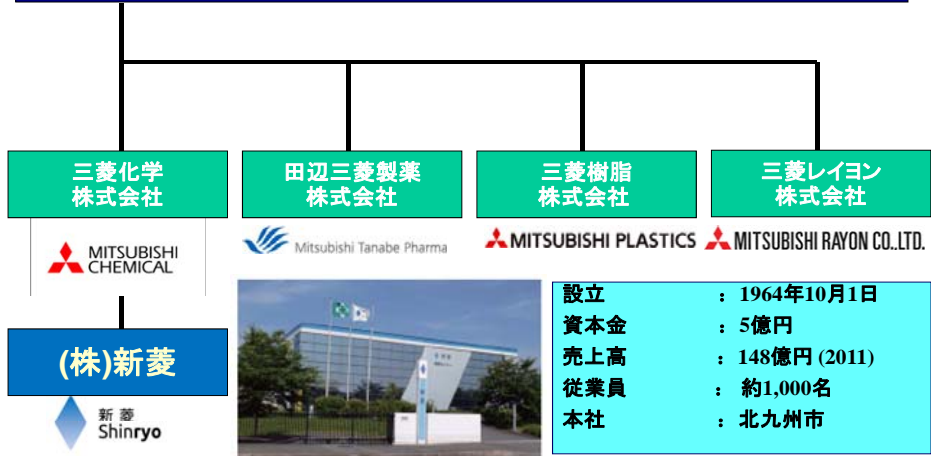 三菱化学
株式会社
田辺三菱製薬
株式会社
三菱樹脂
株式会社
三菱レイヨン
株式会社
MITSUBISHI
CHEMICAL
Mitsubishi Tanabe Pharma
MITSUBISHI PLASTICS
MITSUBISHI RAYON CO.,LTD.
(株)新菱
新菱
Shinryo
設立 : 1964年10月1日
資本金 : 5億円
売上高 : 148億円 (2011)
従業員 : 約1,000名
本社 : 北九州市